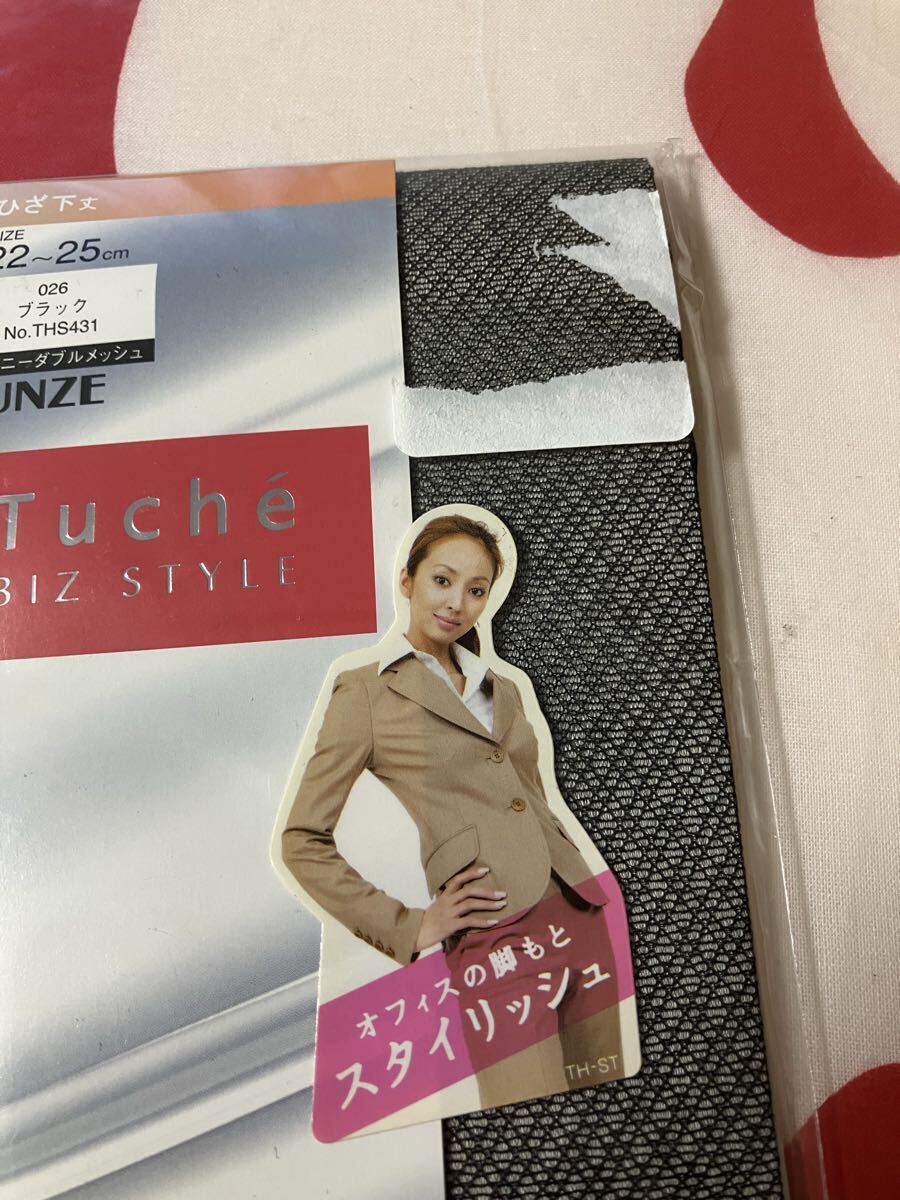 ひざ下丈
SIZE
22～25cm
026
ブラック
No.THS431
ニーダブルメッシュ
UNZE
Tuché
BIZ STYLE
オフィスの脚もと
スタイリッシュ
TH-ST